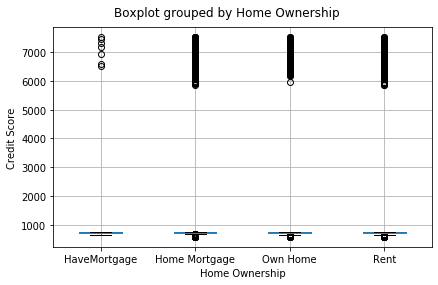 Boxplot grouped by Home Ownership
Credit Score
7000
6000
5000
4000
3000
2000
1000
HaveMortgage
Home Mortgage
Own Home
Rent
Home Ownership